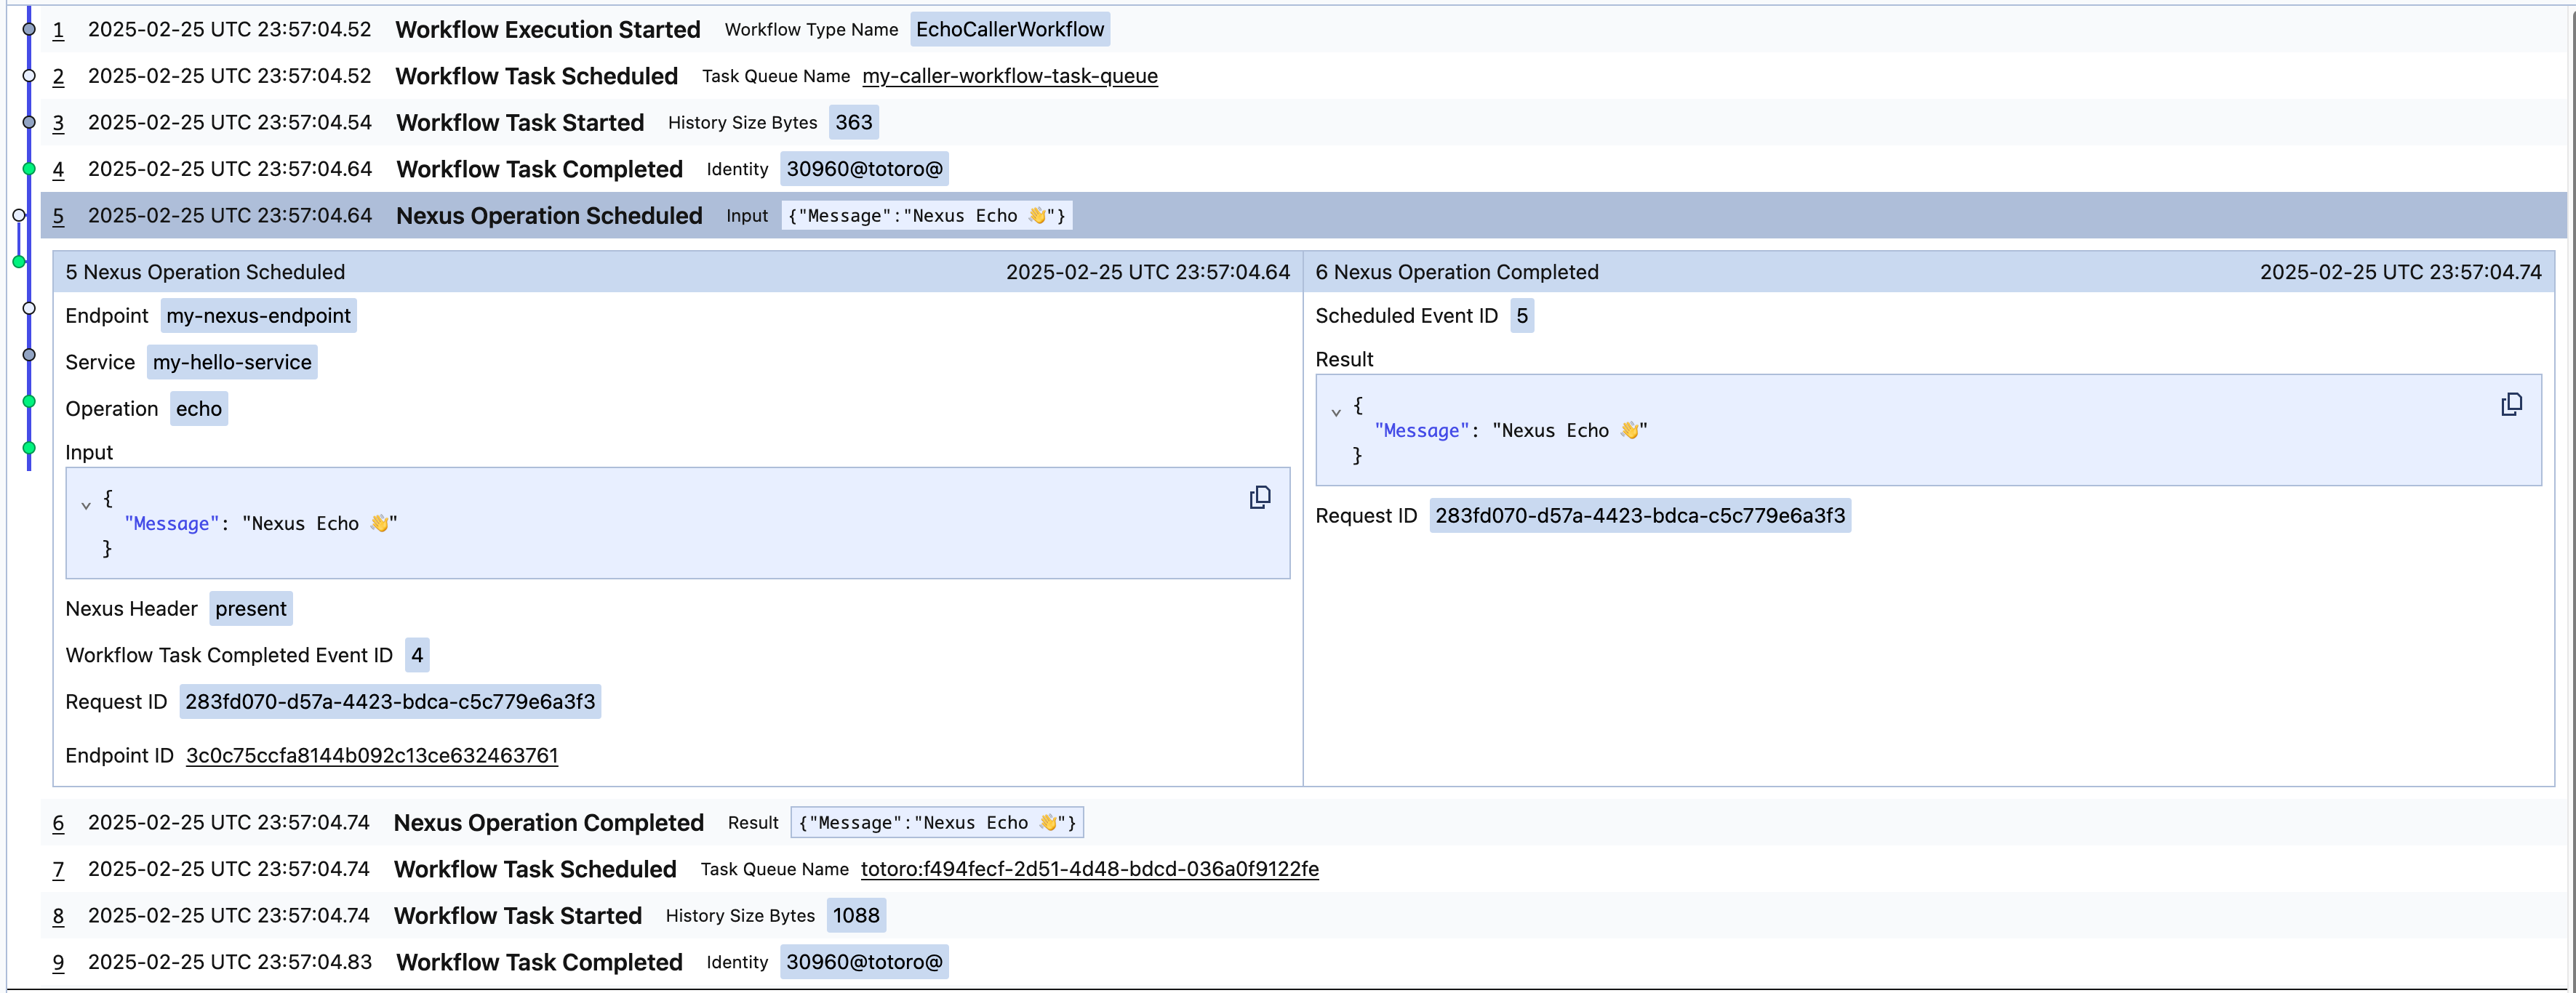 1 2025-02-25 UTC 23:57:04.52 Workflow Execution Started Workflow Type Name EchoCallerWorkflow
2 2025-02-25 UTC 23:57:04.52 Workflow Task Scheduled Task Queue Name my-caller-workflow-task-queue
3 2025-02-25 UTC 23:57:04.54 Workflow Task Started History Size Bytes 363
4 2025-02-25 UTC 23:57:04.64 Workflow Task Completed Identity 30960@totoro@
5 2025-02-25 UTC 23:57:04.64 Nexus Operation Scheduled Input {"Message":"Nexus Echo 👋"}
5 Nexus Operation Scheduled 2025-02-25 UTC 23:57:04.64
Endpoint my-nexus-endpoint
Service my-hello-service
Operation echo
Input
{
"Message": "Nexus Echo 👋"
}
Nexus Header present
Workflow Task Completed Event ID 4
Request ID 283fd070-d57a-4423-bdca-c5c779e6a3f3
Endpoint ID 3c0c75ccfa8144b092c13ce632463761
6 Nexus Operation Completed 2025-02-25 UTC 23:57:04.74
Scheduled Event ID 5
Result
{
"Message": "Nexus Echo 👋"
}
Request ID 283fd070-d57a-4423-bdca-c5c779e6a3f3
6 2025-02-25 UTC 23:57:04.74 Nexus Operation Completed Result {"Message":"Nexus Echo 👋"}
7 2025-02-25 UTC 23:57:04.74 Workflow Task Scheduled Task Queue Name totoro:f494fecf-2d51-4d48-bdcd-036a0f9122fe
8 2025-02-25 UTC 23:57:04.74 Workflow Task Started History Size Bytes 1088
9 2025-02-25 UTC 23:57:04.83 Workflow Task Completed Identity 30960@totoro@